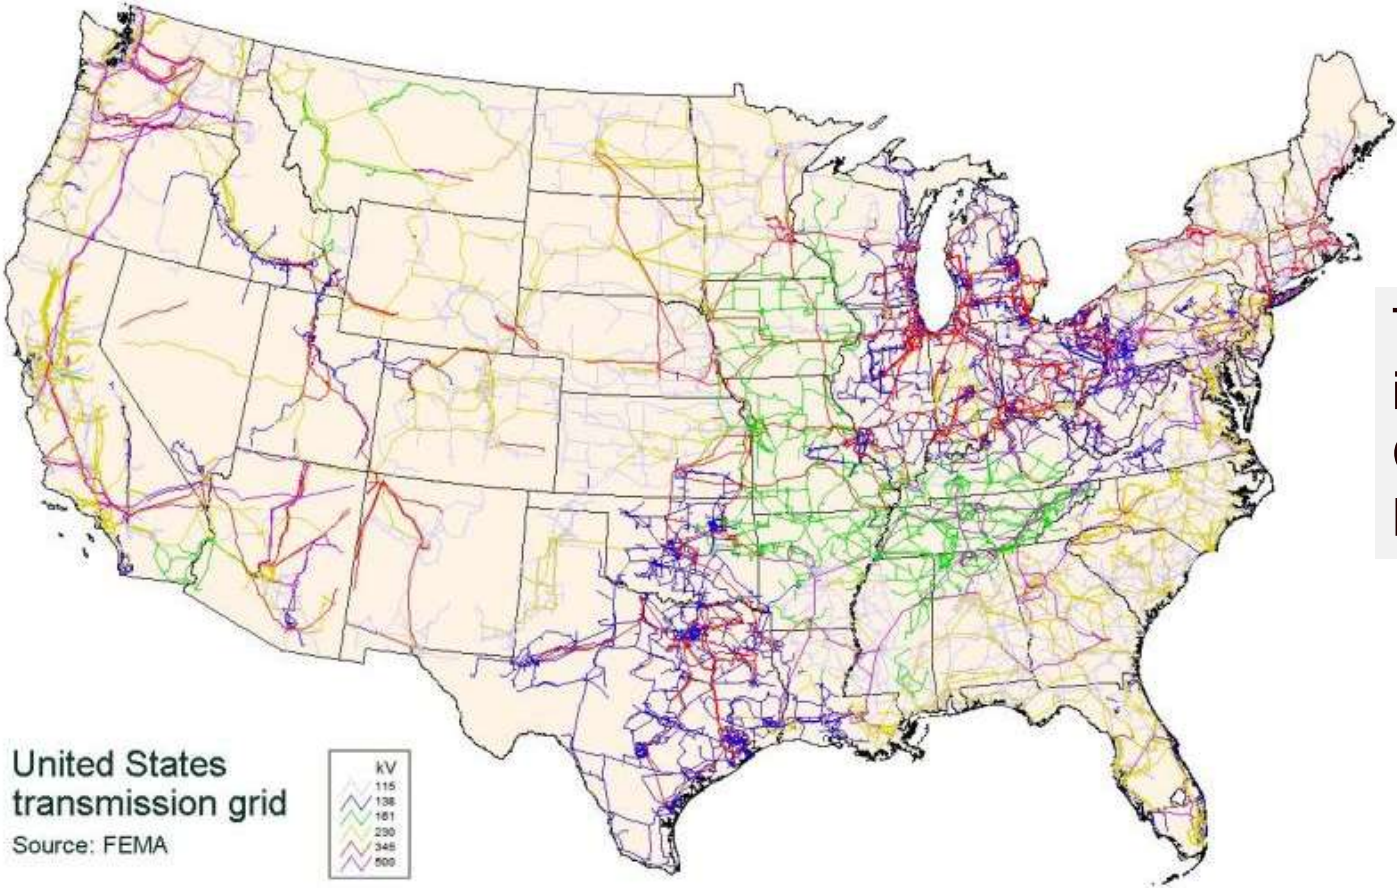 United States
transmission grid
Source: FEMA
kV
115
138
161
230
345
500